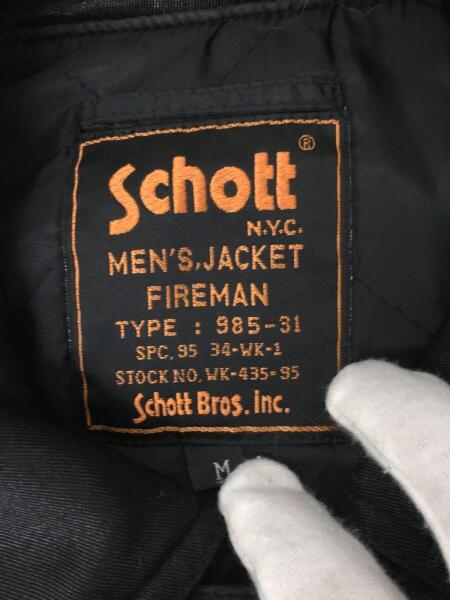 Schott®
N.Y.C.
MEN'S,JACKET
FIREMAN
TYPE : 985-31
SPC, 95 34-WK-1
STOCK NO, WK-435-95
Schott Bros. Inc.
M